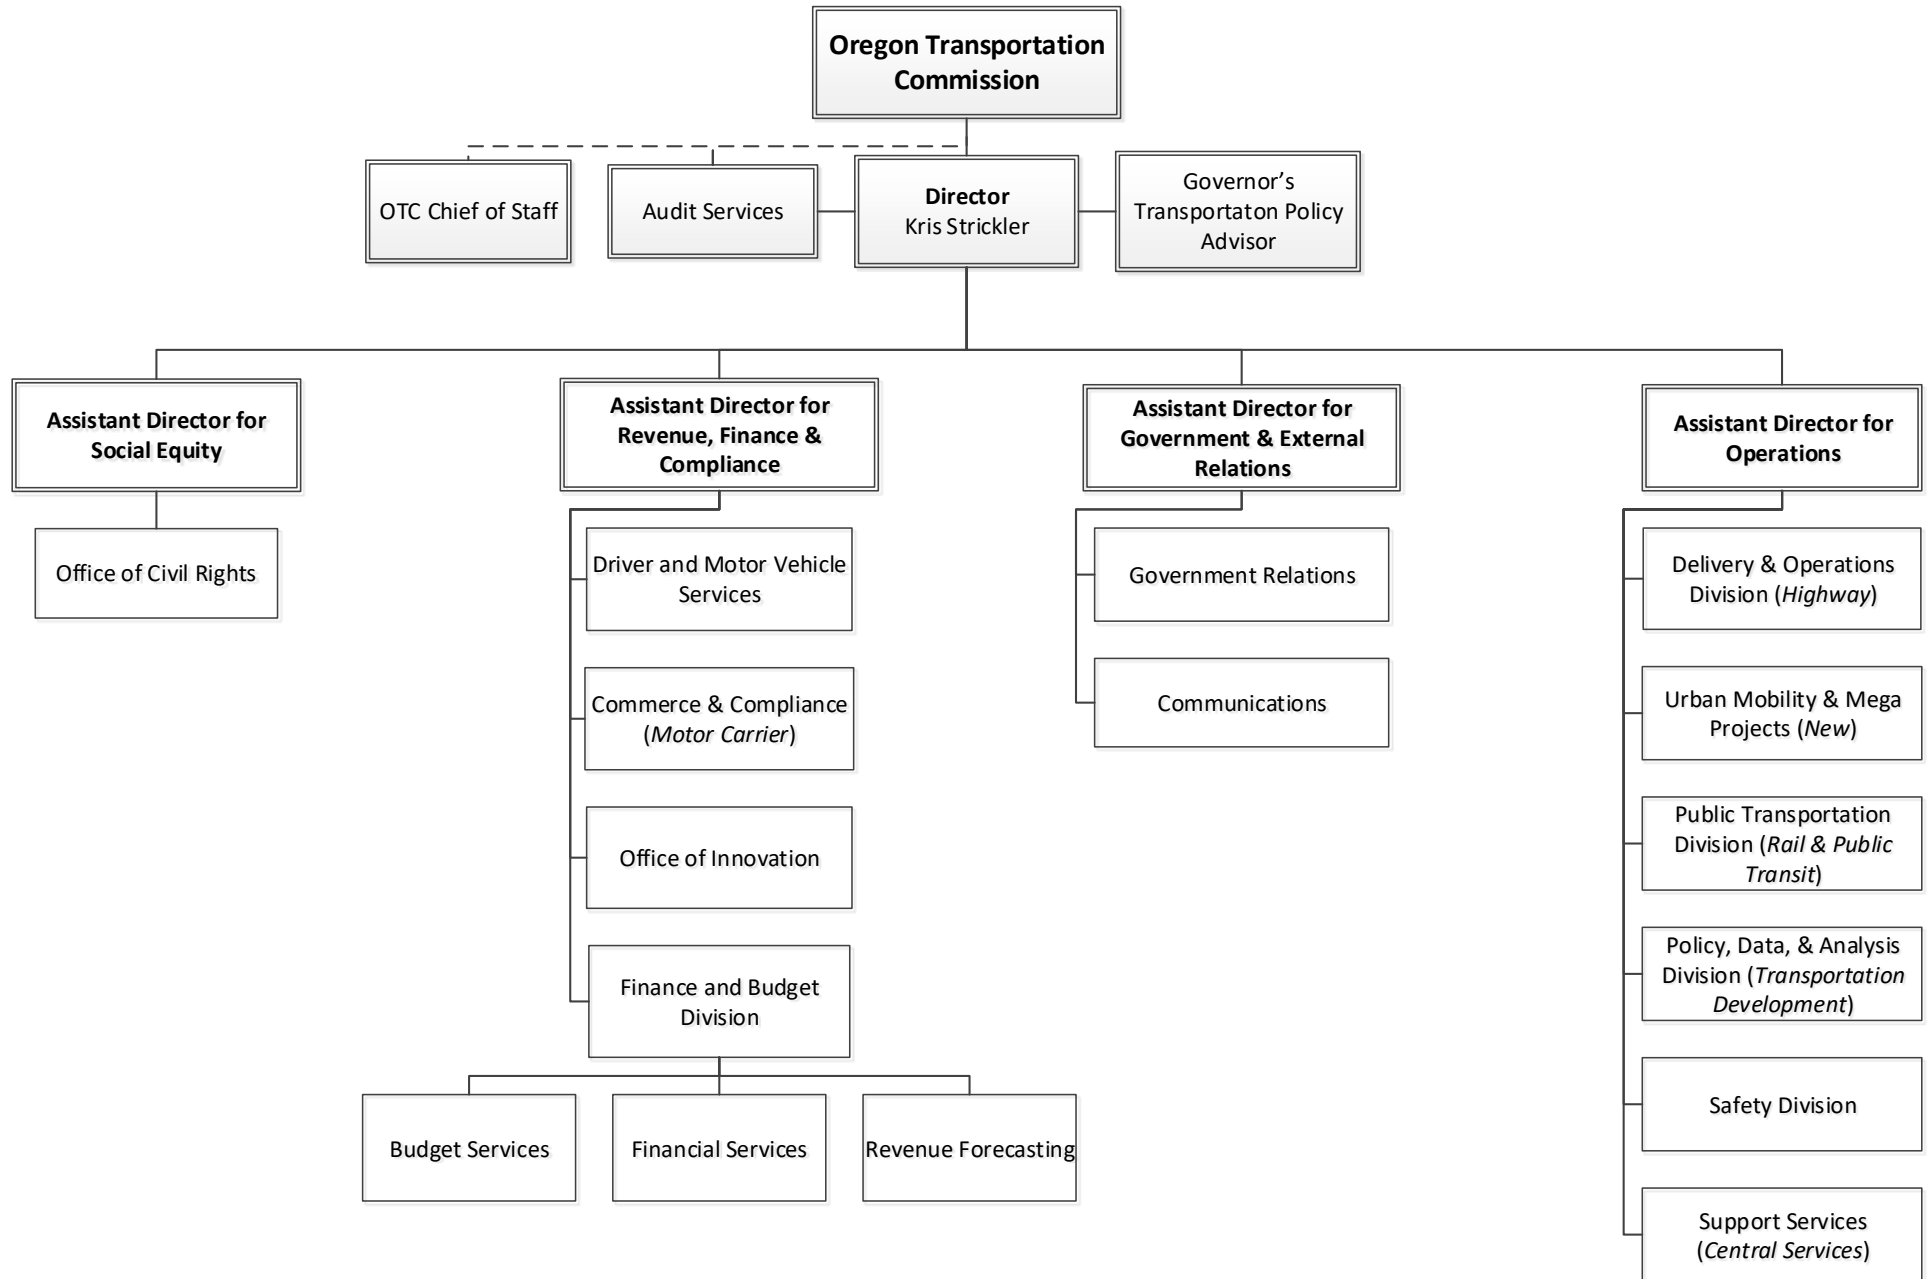 Oregon Transportation
Commission
OTC Chief of Staff
Audit Services
Director
Kris Strickler
Governor’s
Transportaton Policy
Advisor
Assistant Director for
Social Equity
Assistant Director for
Revenue, Finance &
Compliance
Assistant Director for
Government & External
Relations
Assistant Director for
Operations
Office of Civil Rights
Driver and Motor Vehicle
Services
Commerce & Compliance
(Motor Carrier)
Office of Innovation
Finance and Budget
Division
Budget Services
Financial Services
Revenue Forecasting
Government Relations
Communications
Delivery & Operations
Division (Highway)
Urban Mobility & Mega
Projects (New)
Public Transportation
Division (Rail & Public
Transit)
Policy, Data, & Analysis
Division (Transportation
Development)
Safety Division
Support Services
(Central Services)